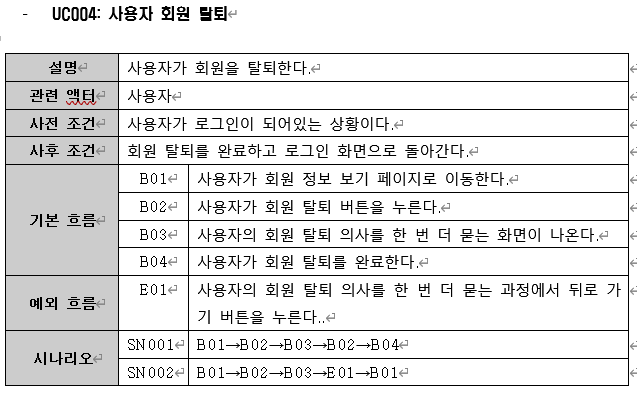 - UC004: 사용자 회원 탈퇴
설명 사용자가 회원을 탈퇴한다.
관련 액터 사용자
사전 조건 사용자가 로그인이 되어있는 상황이다.
사후 조건 회원 탈퇴를 완료하고 로그인 화면으로 돌아간다.
기본 흐름
B01 사용자가 회원 정보 보기 페이지로 이동한다.
B02 사용자가 회원 탈퇴 버튼을 누른다.
B03 사용자의 회원 탈퇴 의사를 한 번 더 묻는 화면이 나온다.
B04 사용자가 회원 탈퇴를 완료한다.
예외 흐름
E01 사용자의 회원 탈퇴 의사를 한 번 더 묻는 과정에서 뒤로 가
기 버튼을 누른다..
시나리오
SN001 B01→B02→B03→B02→B04
SN002 B01→B02→B03→E01→B01